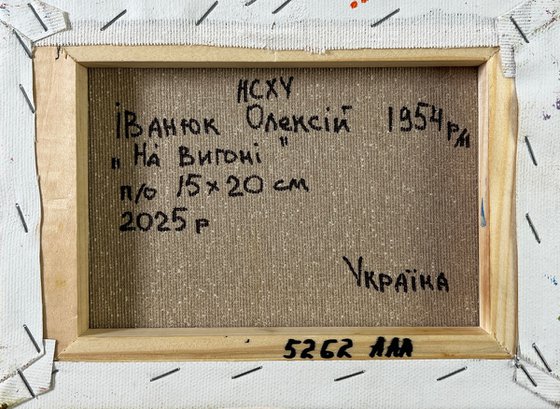 НСХУ
Іванюк Олексій 1954 р/н
„На вигоні"
п/о 15×20 см
2025 р
Україна
5262 ААА